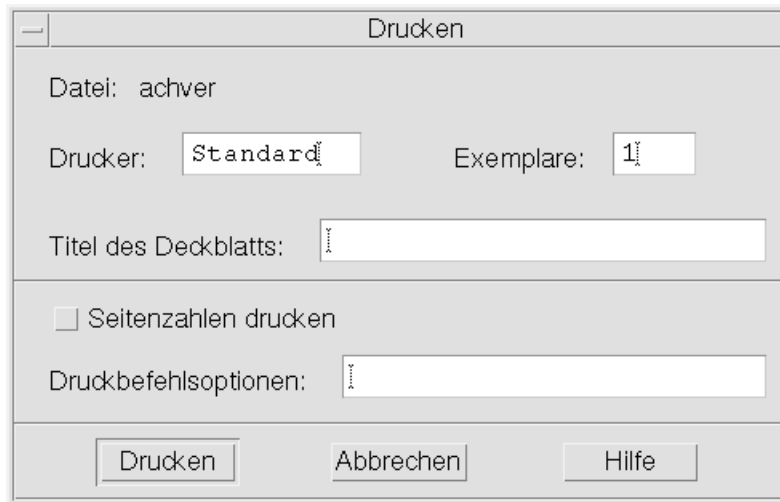 Drucken
Datei: achver
Drucker: Standard Exemplare: 1
Titel des Deckblatts:
Seitenzahlen drucken
Druckbefehlsoptionen:
Drucken Abbrechen Hilfe